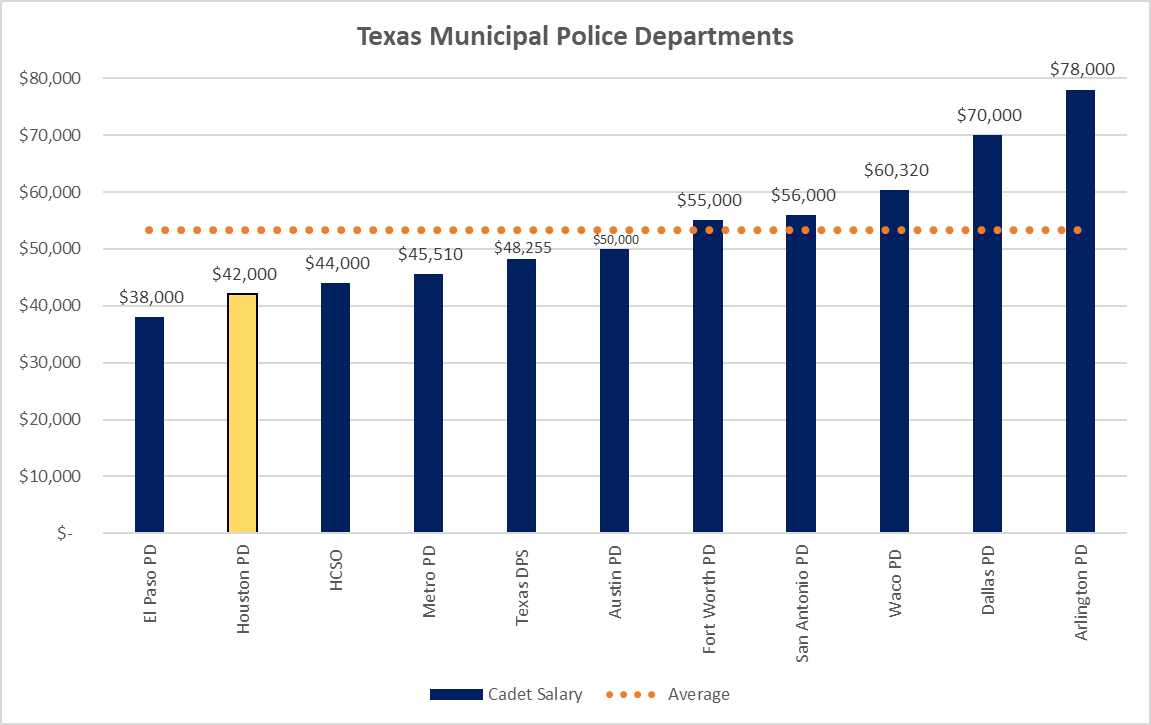 Texas Municipal Police Departments
$80,000
$70,000
$60,000
$50,000
$40,000
$30,000
$20,000
$10,000
$-
$38,000
$42,000
$44,000
$45,510
$48,255
$50,000
$55,000
$56,000
$60,320
$70,000
$78,000
El Paso PD
Houston PD
HCSO
Metro PD
Texas DPS
Austin PD
Fort Worth PD
San Antonio PD
Waco PD
Dallas PD
Arlington PD
Cadet Salary
Average